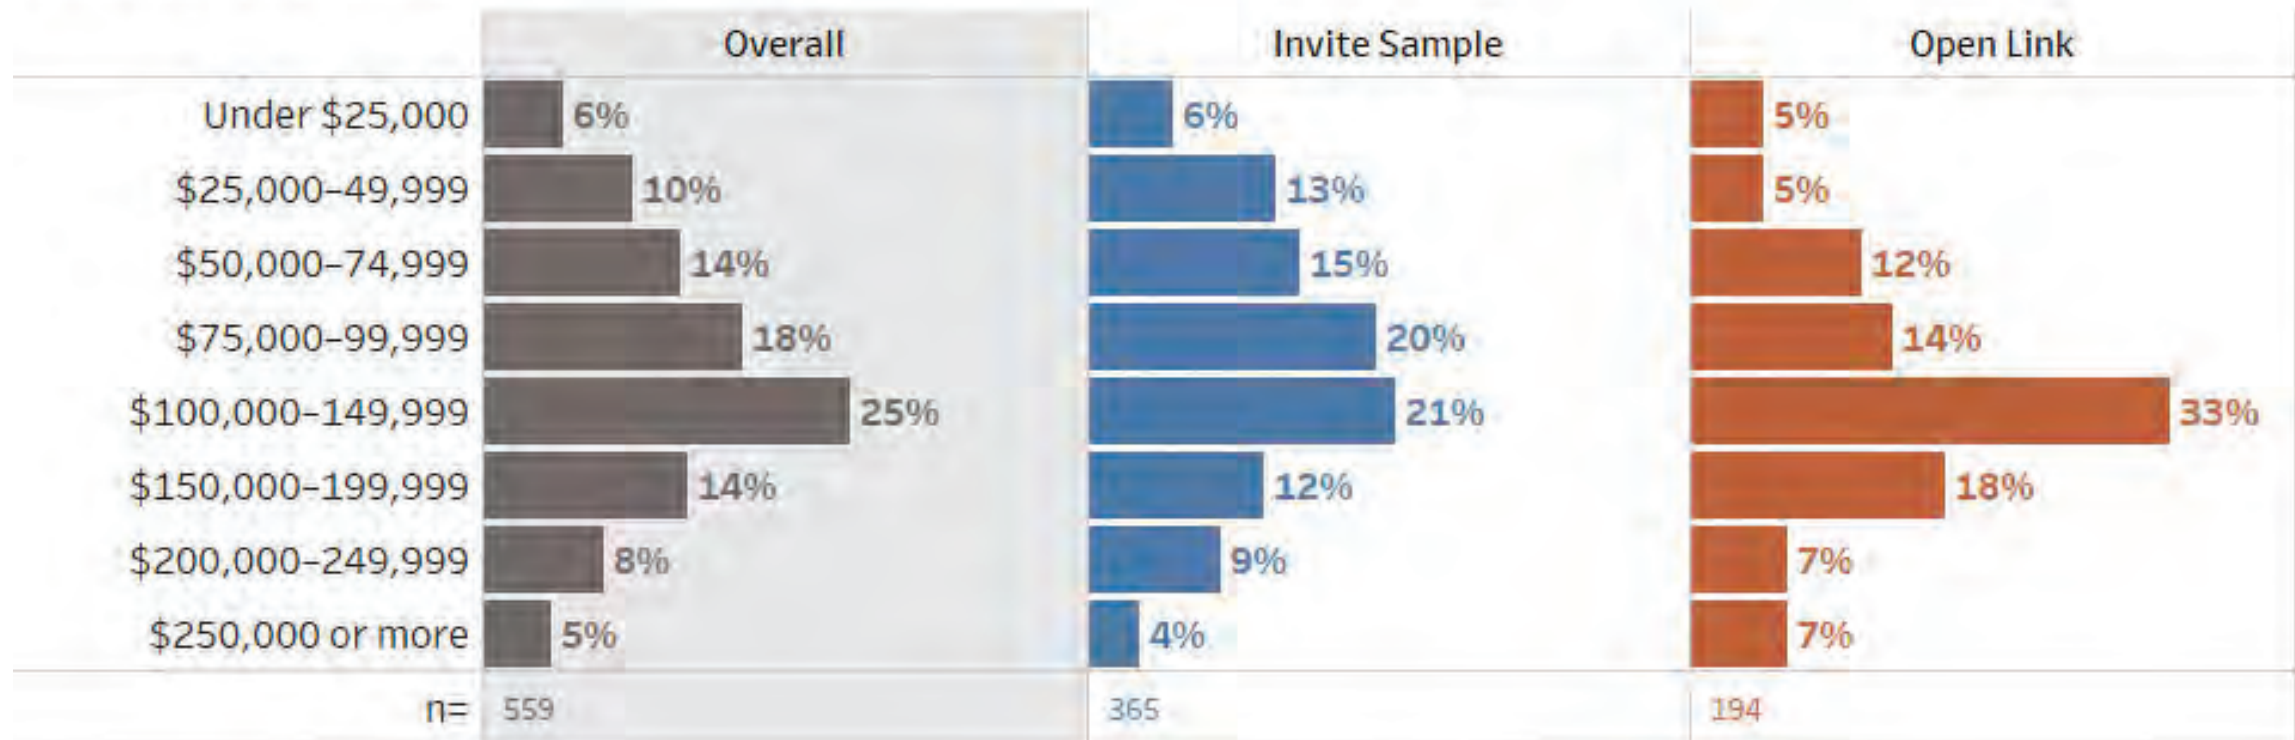 Overall Invite Sample Open Link
Under $25,000 6% 6% 5%
$25,000–49,999 10% 13% 5%
$50,000–74,999 14% 15% 12%
$75,000–99,999 18% 20% 14%
$100,000–149,999 25% 21% 33%
$150,000–199,999 14% 12% 18%
$200,000–249,999 8% 9% 7%
$250,000 or more 5% 4% 7%
n= 559 365 194